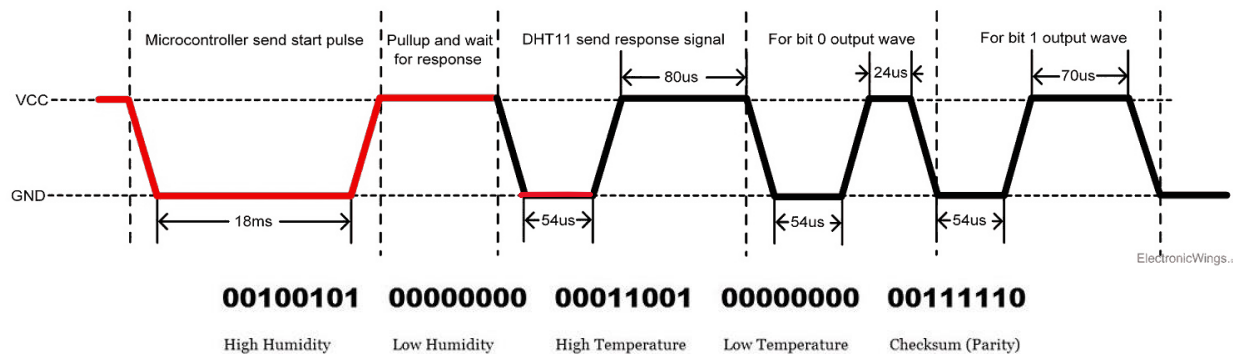 Microcontroller send start pulse
Pullup and wait
for response
DHT11 send response signal
For bit 0 output wave
For bit 1 output wave
80us
24us
70us
VCC
GND
18ms
54us
54us
54us
ElectronicWings.
00100101 00000000 00011001 00000000 00111110
High Humidity Low Humidity High Temperature Low Temperature Checksum (Parity)